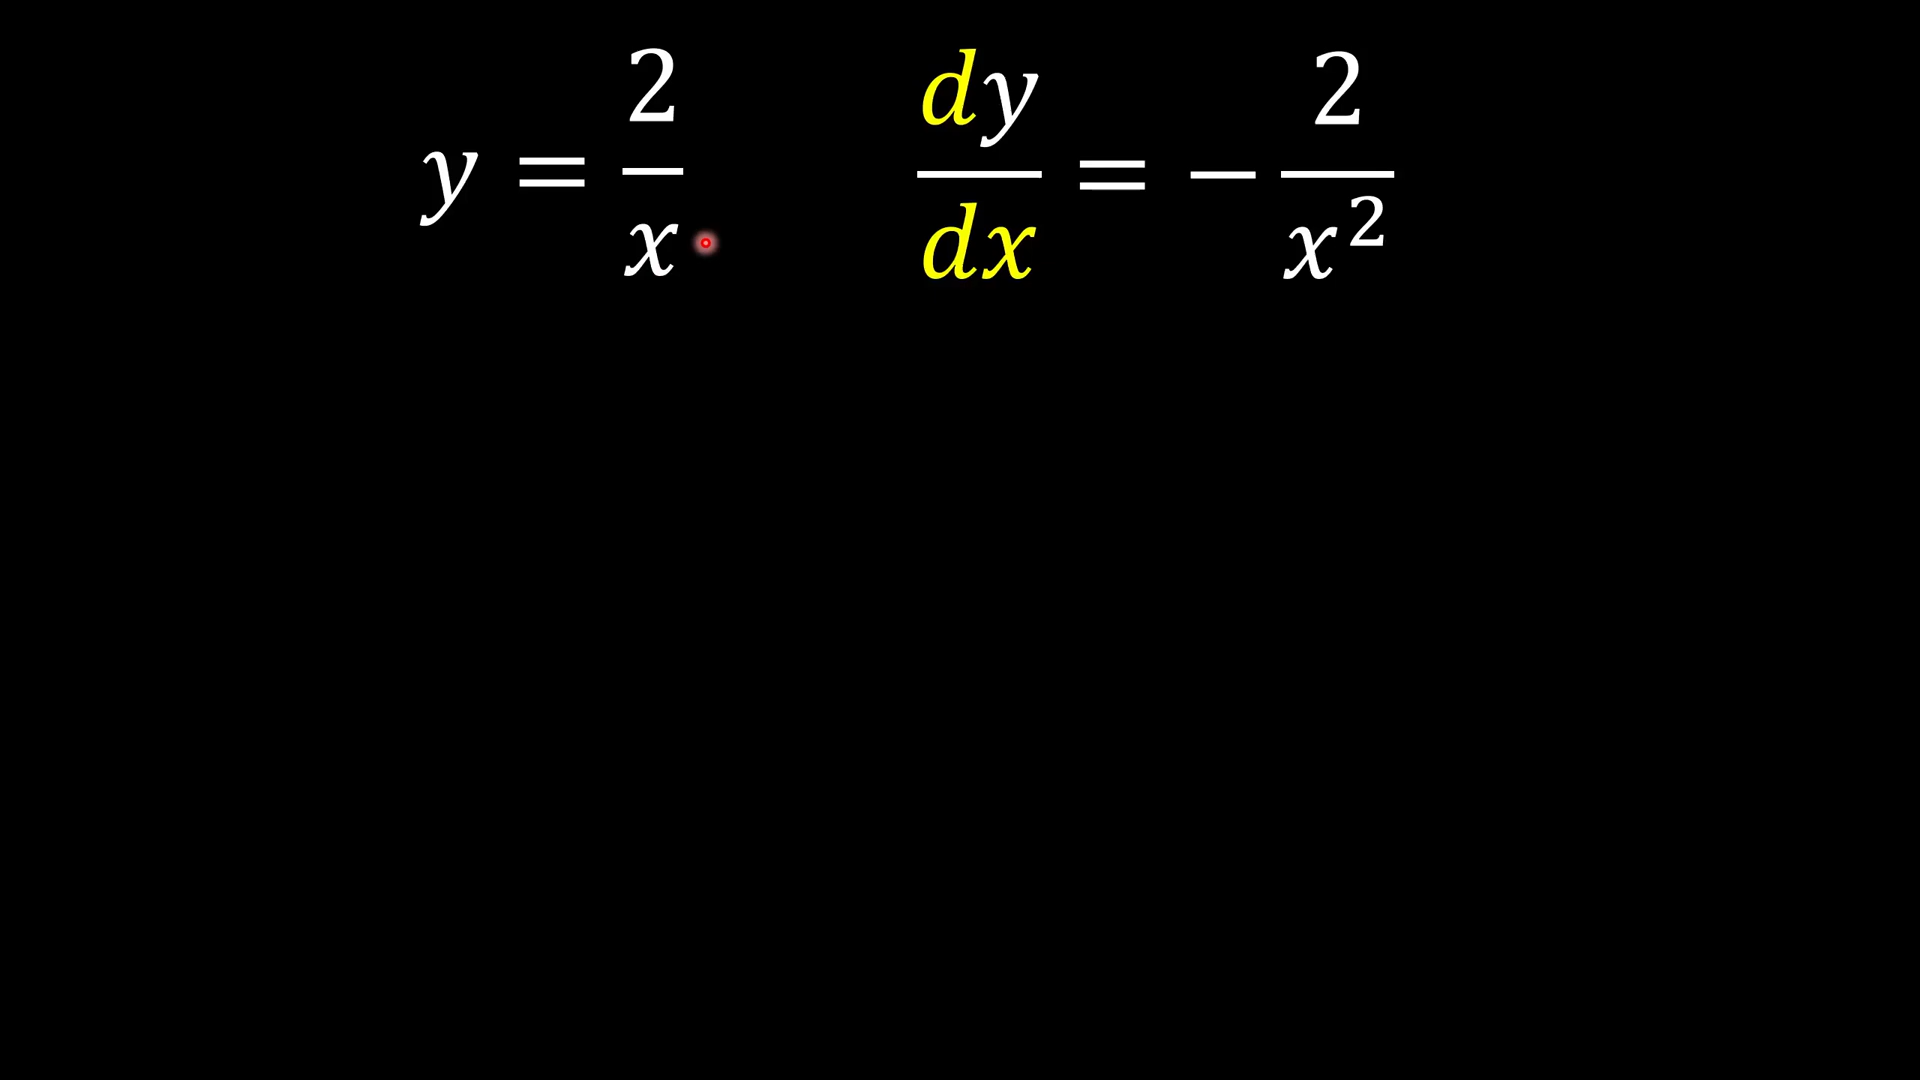 y = 2/x    dy/dx = −2/x²